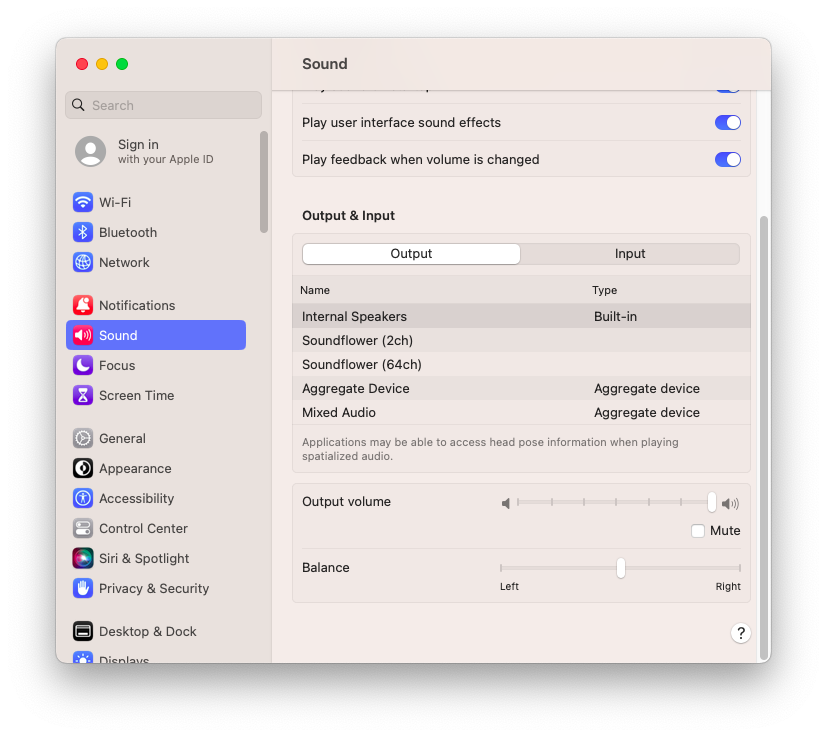 Sound
Search
Sign in
with your Apple ID
Wi-Fi
Bluetooth
Network
Notifications
Sound
Focus
Screen Time
General
Appearance
Accessibility
Control Center
Siri & Spotlight
Privacy & Security
Desktop & Dock
Displays
Play user interface sound effects
Play feedback when volume is changed
Output & Input
Output Input
Name Type
Internal Speakers Built-in
Soundflower (2ch)
Soundflower (64ch)
Aggregate Device Aggregate device
Mixed Audio Aggregate device
Applications may be able to access head pose information when playing
spatialized audio.
Output volume
Mute
Balance
Left Right
?